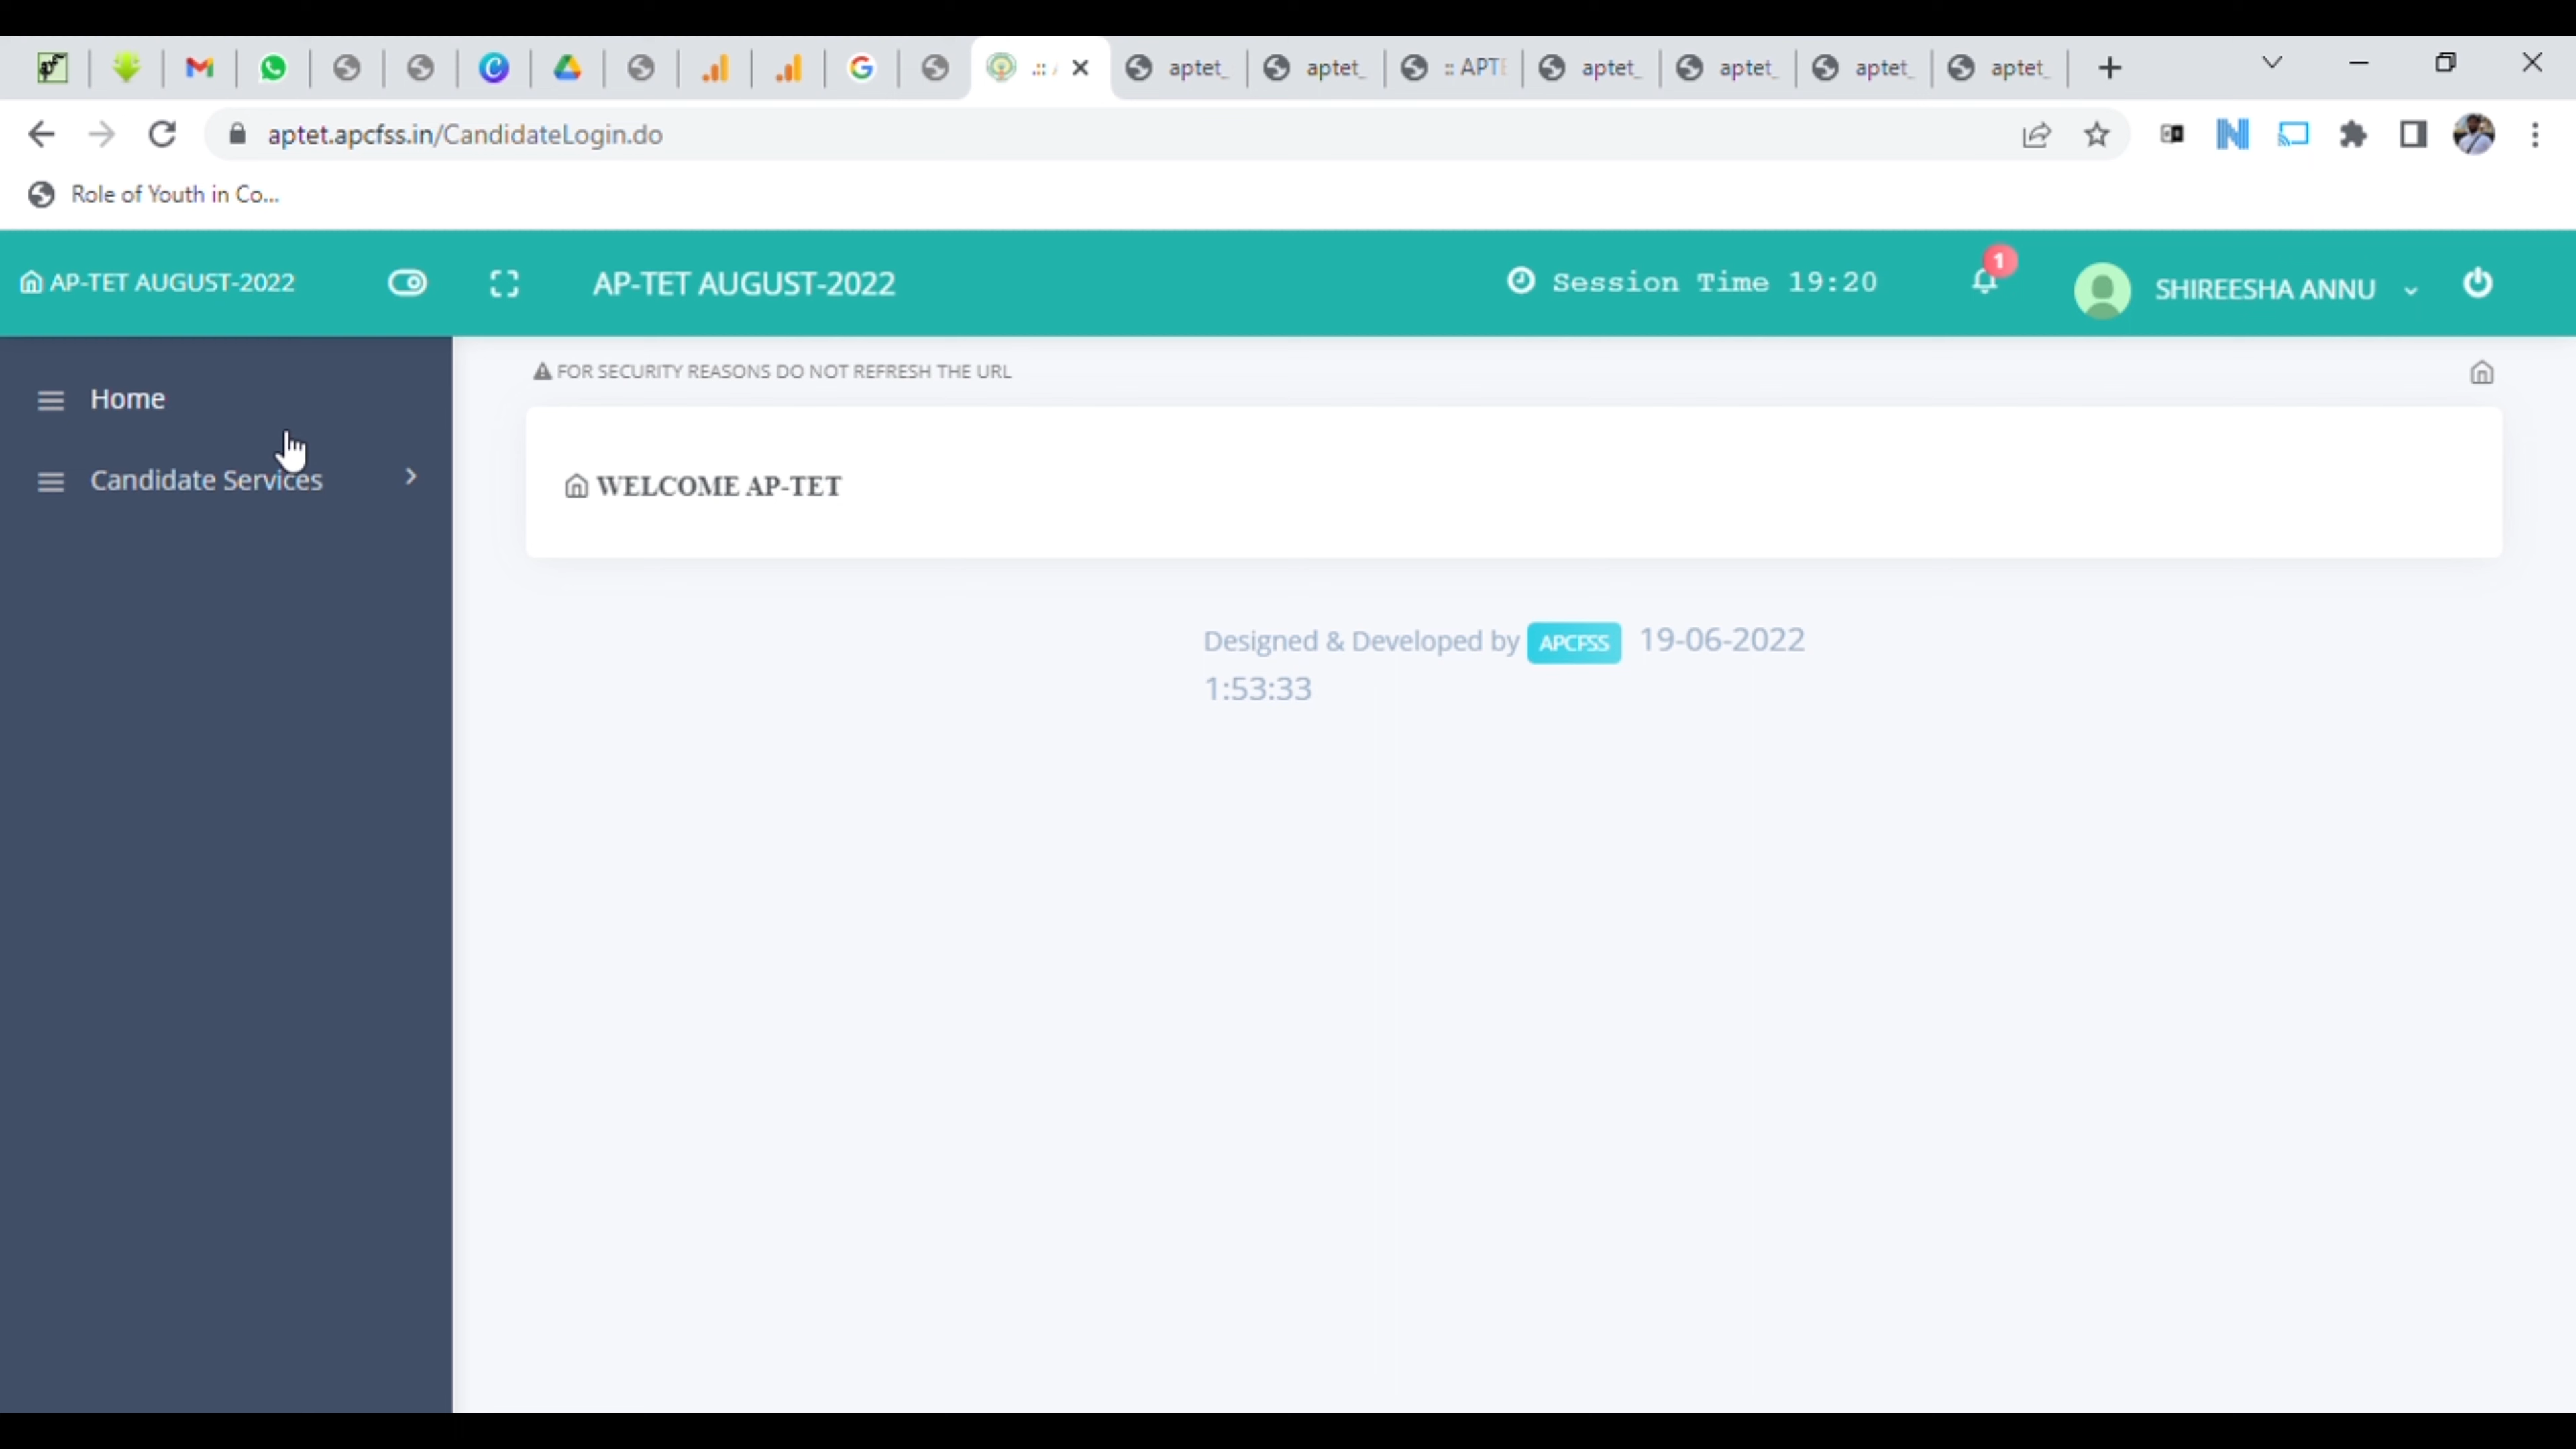 aptet_
aptet_
:: APTE
aptet_
aptet_
aptet_
aptet_
aptet.apcfss.in/CandidateLogin.do
Role of Youth in Co...
AP-TET AUGUST-2022
AP-TET AUGUST-2022
Session Time 19:20
1
SHIREESHA ANNU
FOR SECURITY REASONS DO NOT REFRESH THE URL
Home
Candidate Services
WELCOME AP-TET
Designed & Developed by APCFSS 19-06-2022
1:53:33